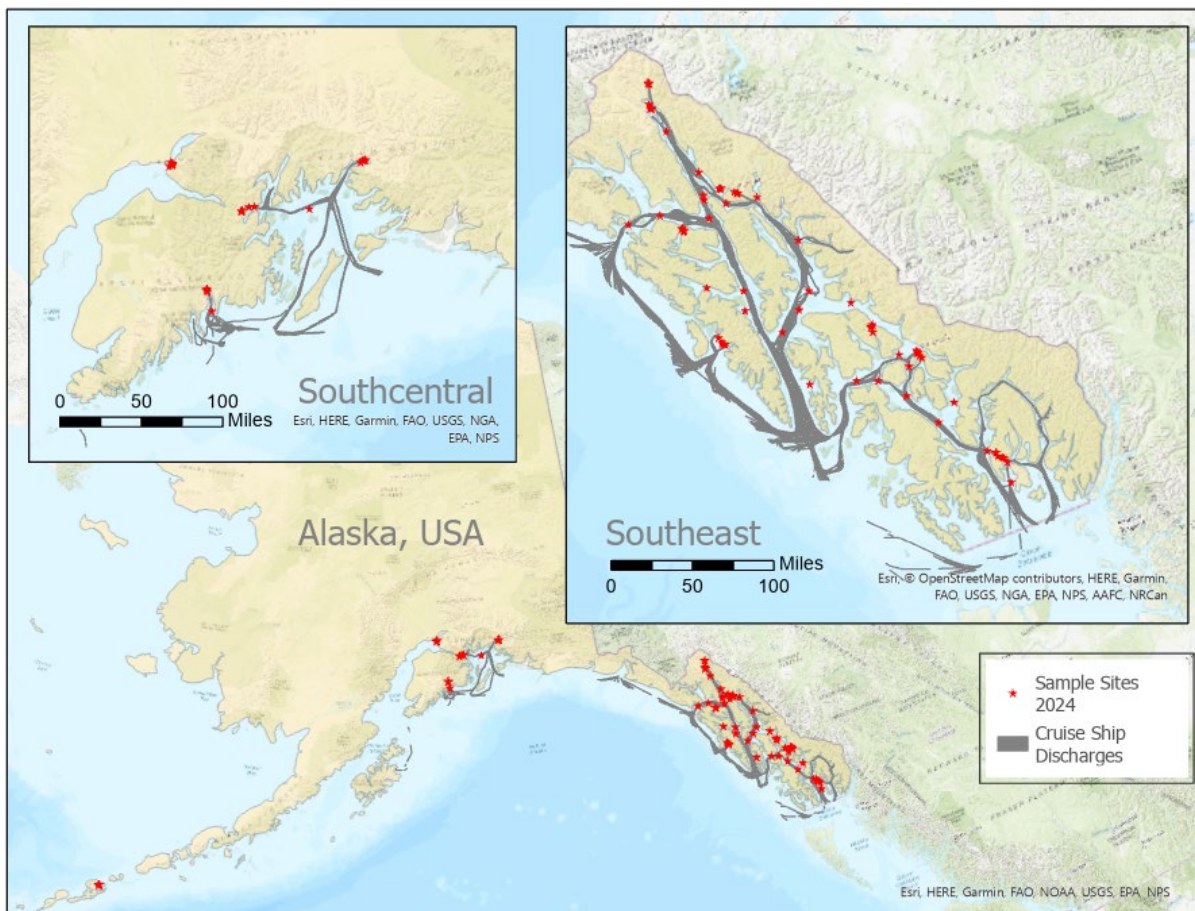 Southcentral
0 50 100
Miles
Esri, HERE, Garmin, FAO, USGS, NGA,
EPA, NPS
Southeast
0 50 100
Miles
Esri, © OpenStreetMap contributors, HERE, Garmin,
FAO, USGS, NGA, EPA, NPS, AAFC, NRCan
Alaska, USA
Sample Sites
2024
Cruise Ship
Discharges
Esri, HERE, Garmin, FAO, NOAA, USGS, EPA, NPS